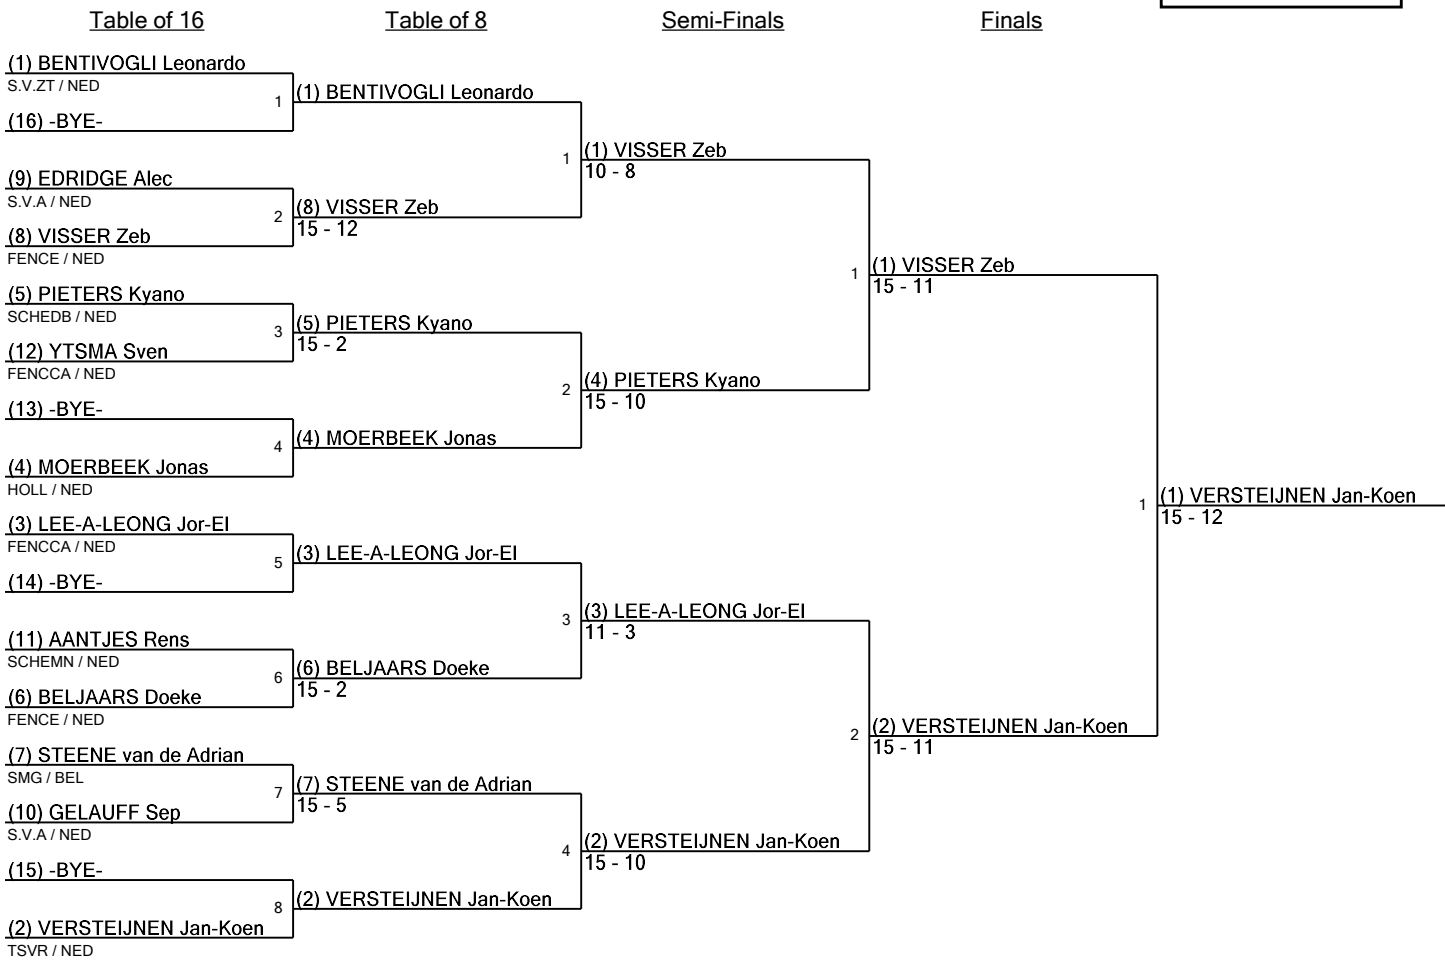 Table of 16
Table of 8
Semi-Finals
Finals
(1) BENTIVOGLI Leonardo
S.V.ZT / NED
1
(16) -BYE-
(9) EDRIDGE Alec
S.V.A / NED
2
(8) VISSER Zeb
FENCE / NED
(5) PIETERS Kyano
SCHEDB / NED
3
(12) YTSMA Sven
FENCCA / NED
(13) -BYE-
4
(4) MOERBEEK Jonas
HOLL / NED
(3) LEE-A-LEONG Jor-El
FENCCA / NED
5
(14) -BYE-
(11) AANTJES Rens
SCHEMN / NED
6
(6) BELJAARS Doeke
FENCE / NED
(7) STEENE van de Adrian
SMG / BEL
7
(10) GELAUFF Sep
S.V.A / NED
(15) -BYE-
8
(2) VERSTEIJNEN Jan-Koen
TSVR / NED
(1) BENTIVOGLI Leonardo
1
(8) VISSER Zeb
15 - 12
(5) PIETERS Kyano
15 - 2
2
(4) MOERBEEK Jonas
(3) LEE-A-LEONG Jor-El
3
(6) BELJAARS Doeke
15 - 2
(7) STEENE van de Adrian
15 - 5
4
(2) VERSTEIJNEN Jan-Koen
(1) VISSER Zeb
10 - 8
1
(4) PIETERS Kyano
15 - 10
(3) LEE-A-LEONG Jor-El
11 - 3
2
(2) VERSTEIJNEN Jan-Koen
15 - 10
(1) VISSER Zeb
15 - 11
1
(2) VERSTEIJNEN Jan-Koen
15 - 11
(1) VERSTEIJNEN Jan-Koen
15 - 12